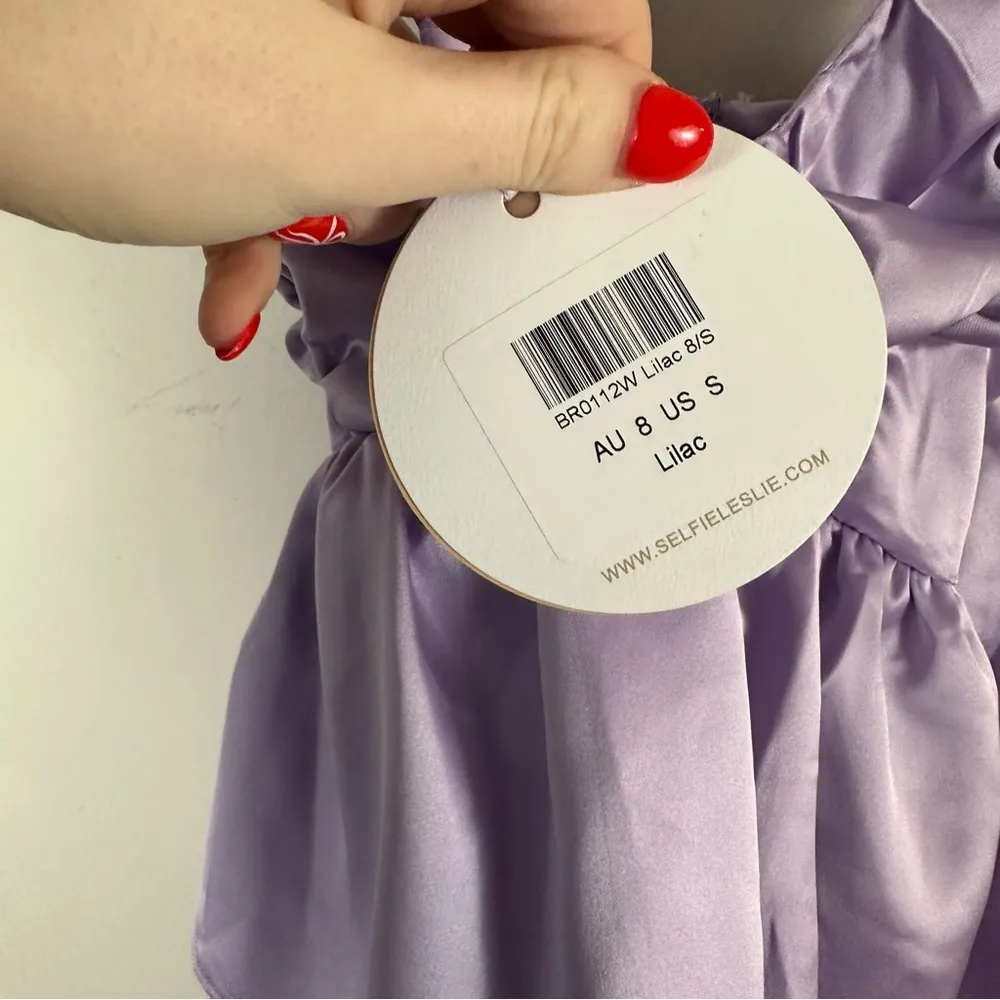 BR0112W Lilac 8/S
AU 8 US S
Lilac
WWW.SELFIELESLIE.COM